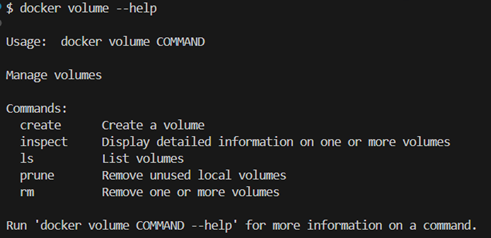 $ docker volume --help
Usage:  docker volume COMMAND
Manage volumes
Commands:
  create      Create a volume
  inspect     Display detailed information on one or more volumes
  ls          List volumes
  prune       Remove unused local volumes
  rm          Remove one or more volumes
Run 'docker volume COMMAND --help' for more information on a command.